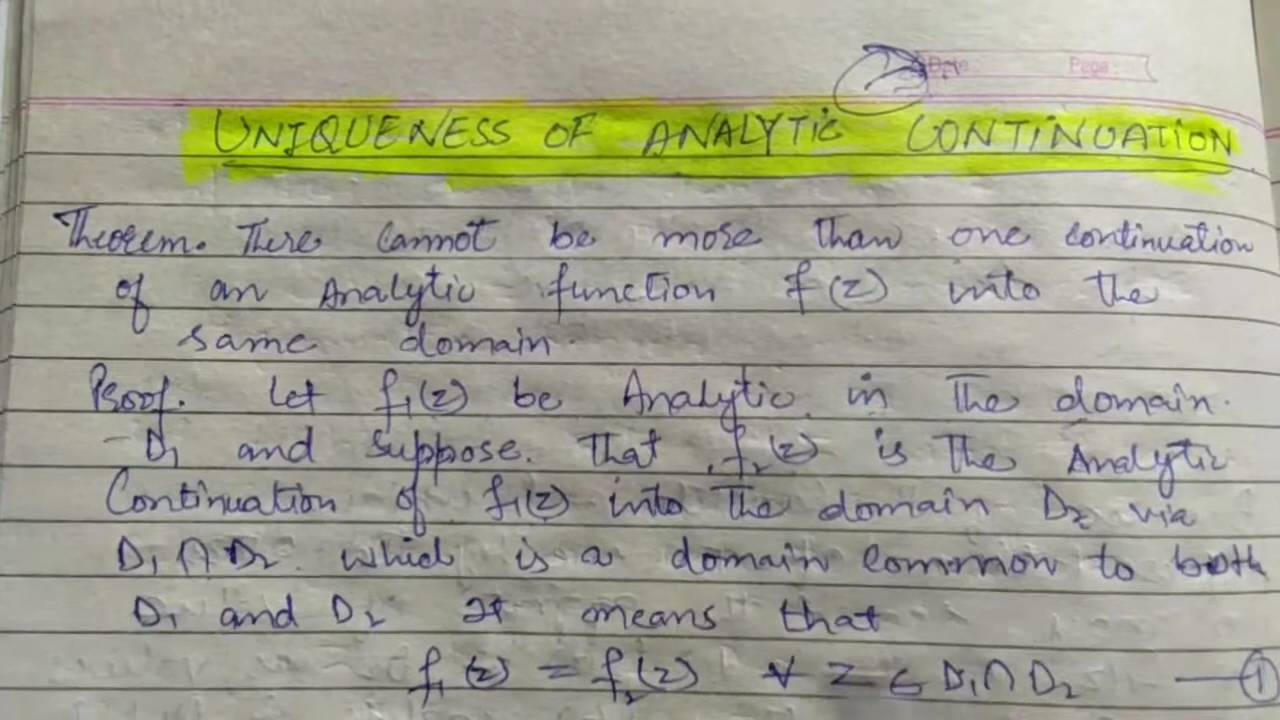 Date Page:
UNIQUENESS OF ANALYTIC CONTINUATION
Theorem. There cannot be more than one continuation
of an Analytic function f(z) into the
same domain.
Proof. Let f₁(z) be Analytic in the domain.
D₁ and suppose. that f₂(z) is the Analytic
Continuation of f₁(z) into the domain D₂ via
D₁ ∩ D₂. which is a domain common to both
D₁ and D₂ It means that
f₁(z) = f₂(z) ∀ z ∈ D₁ ∩ D₂ — ①